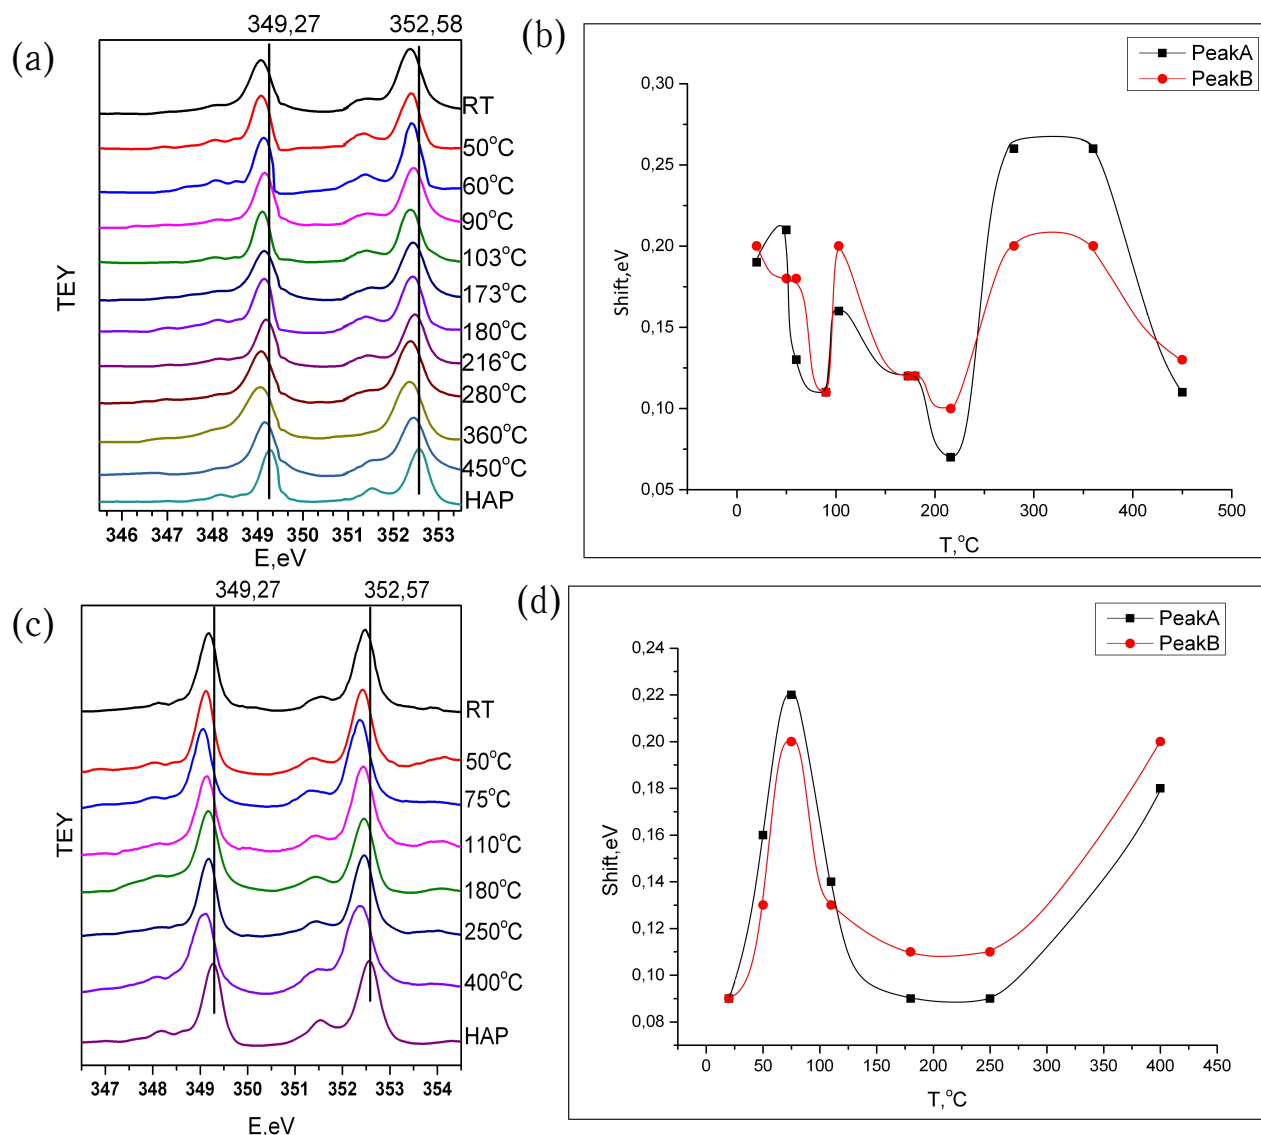 (a)
349,27 352,58
RT
50°C
60°C
90°C
103°C
173°C
180°C
216°C
280°C
360°C
450°C
HAP
TEY
346 347 348 349 350 351 352 353
E,eV
(b)
PeakA
PeakB
0,30
0,25
0,20
0,15
0,10
0,05
Shift,eV
0 100 200 300 400 500
T,°C
(c)
349,27 352,57
RT
50°C
75°C
110°C
180°C
250°C
400°C
HAP
TEY
347 348 349 350 351 352 353 354
E,eV
(d)
PeakA
PeakB
0,24
0,22
0,20
0,18
0,16
0,14
0,12
0,10
0,08
Shift,eV
0 50 100 150 200 250 300 350 400 450
T,°C